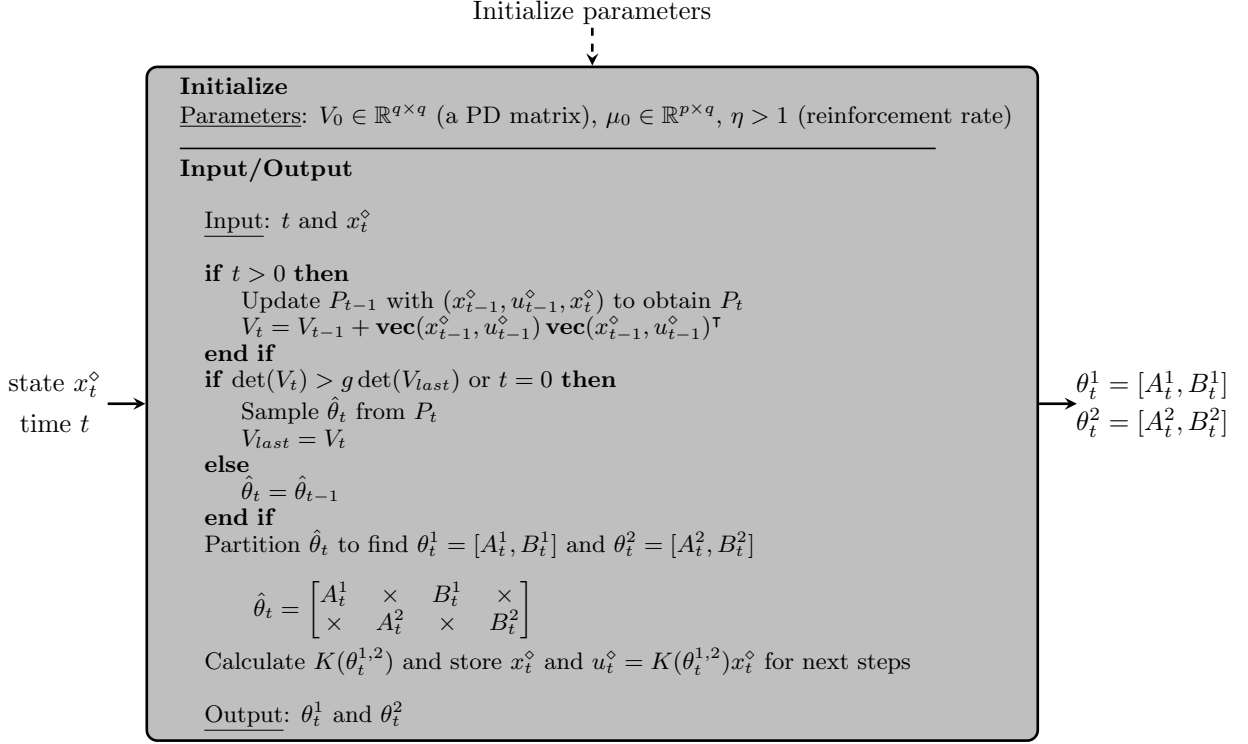 Initialize parameters
Initialize
Parameters: V₀ ∈ ℝ^{q×q} (a PD matrix), μ₀ ∈ ℝ^{p×q}, η > 1 (reinforcement rate)
Input/Output
Input: t and x_t^⋄
if t > 0 then
Update P_{t−1} with (x_{t−1}^⋄, u_{t−1}^⋄, x_t^⋄) to obtain P_t
V_t = V_{t−1} + vec(x_{t−1}^⋄, u_{t−1}^⋄) vec(x_{t−1}^⋄, u_{t−1}^⋄)^⊺
end if
if det(V_t) > g det(V_{last}) or t = 0 then
Sample θ̂_t from P_t
V_{last} = V_t
else
θ̂_t = θ̂_{t−1}
end if
Partition θ̂_t to find θ_t^1 = [A_t^1, B_t^1] and θ_t^2 = [A_t^2, B_t^2]
θ̂_t = [A_t^1 × B_t^1 ×
× A_t^2 × B_t^2]
Calculate K(θ_t^{1,2}) and store x_t^⋄ and u_t^⋄ = K(θ_t^{1,2})x_t^⋄ for next steps
Output: θ_t^1 and θ_t^2
state x_t^⋄
time t
θ_t^1 = [A_t^1, B_t^1]
θ_t^2 = [A_t^2, B_t^2]